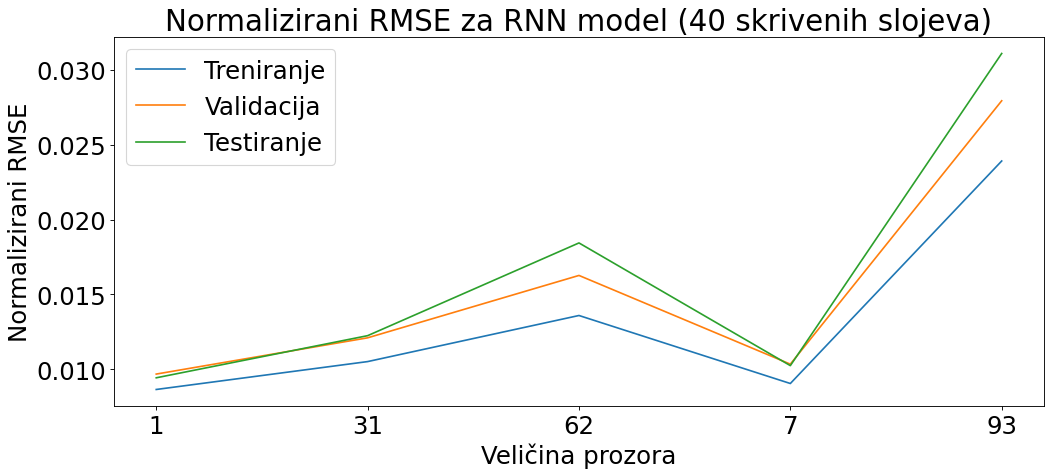 Normalizirani RMSE za RNN model (40 skrivenih slojeva)
Treniranje
Validacija
Testiranje
Normalizirani RMSE
0.030
0.025
0.020
0.015
0.010
1 31 62 7 93
Veličina prozora